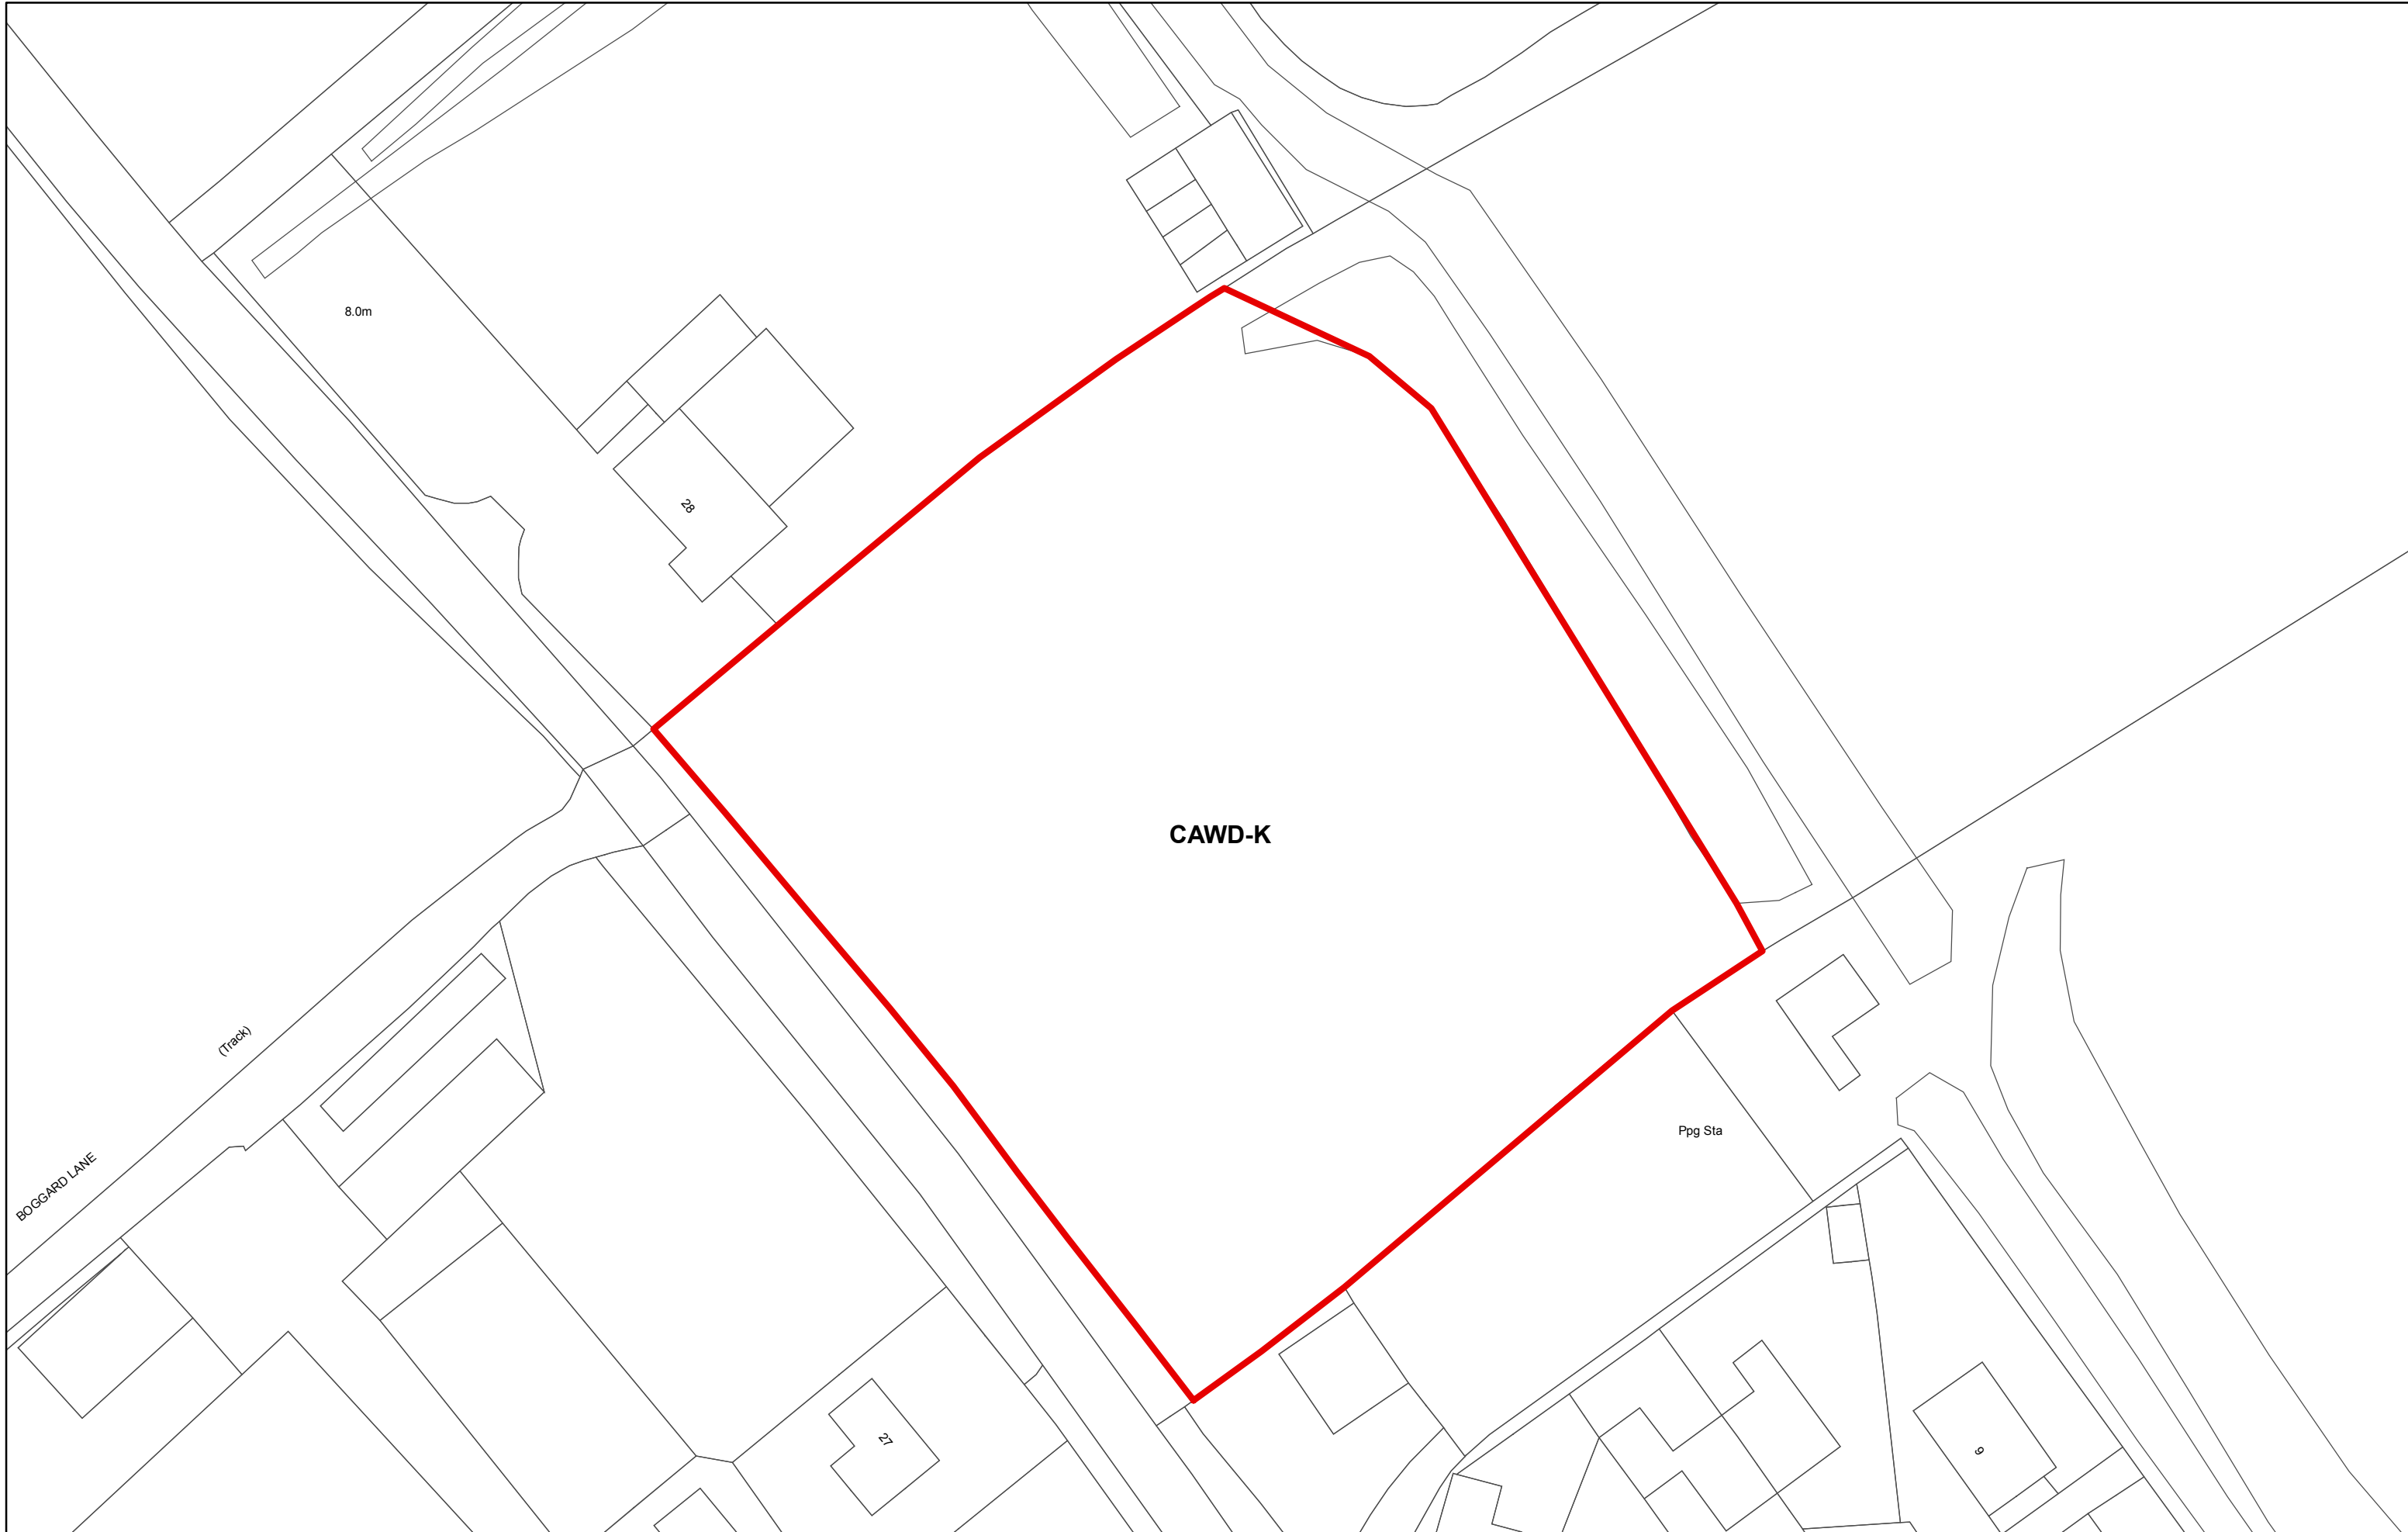 8.0m
28
CAWD-K
(Track)
BOGGARD LANE
Ppg Sta
27
9